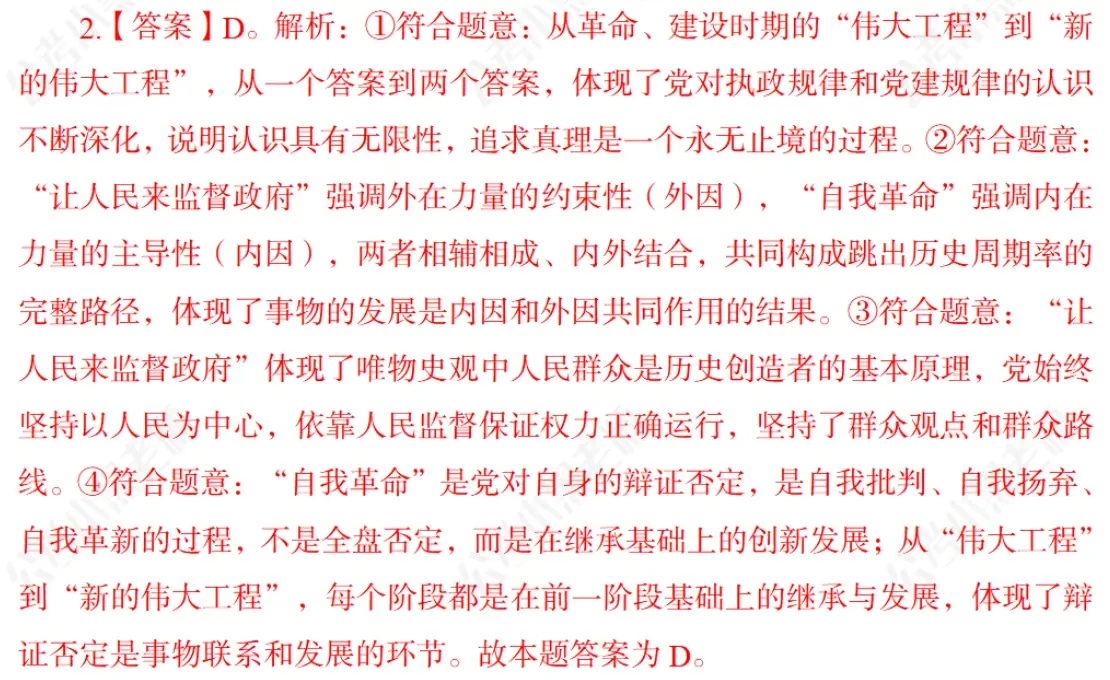 2.【答案】D。解析：①符合题意：从革命、建设时期的“伟大工程”到“新
的伟大工程”，从一个答案到两个答案，体现了党对执政规律和党建规律的认识
不断深化，说明认识具有无限性，追求真理是一个永无止境的过程。②符合题意：
“让人民来监督政府”强调外在力量的约束性（外因），“自我革命”强调内在
力量的主导性（内因），两者相辅相成、内外结合，共同构成跳出历史周期率的
完整路径，体现了事物的发展是内因和外因共同作用的结果。③符合题意：“让
人民来监督政府”体现了唯物史观中人民群众是历史创造者的基本原理，党始终
坚持以人民为中心，依靠人民监督保证权力正确运行，坚持了群众观点和群众路
线。④符合题意：“自我革命”是党对自身的辩证否定，是自我批判、自我扬弃、
自我革新的过程，不是全盘否定，而是在继承基础上的创新发展；从“伟大工程”
到“新的伟大工程”，每个阶段都是在前一阶段基础上的继承与发展，体现了辩
证否定是事物联系和发展的环节。故本题答案为 D。